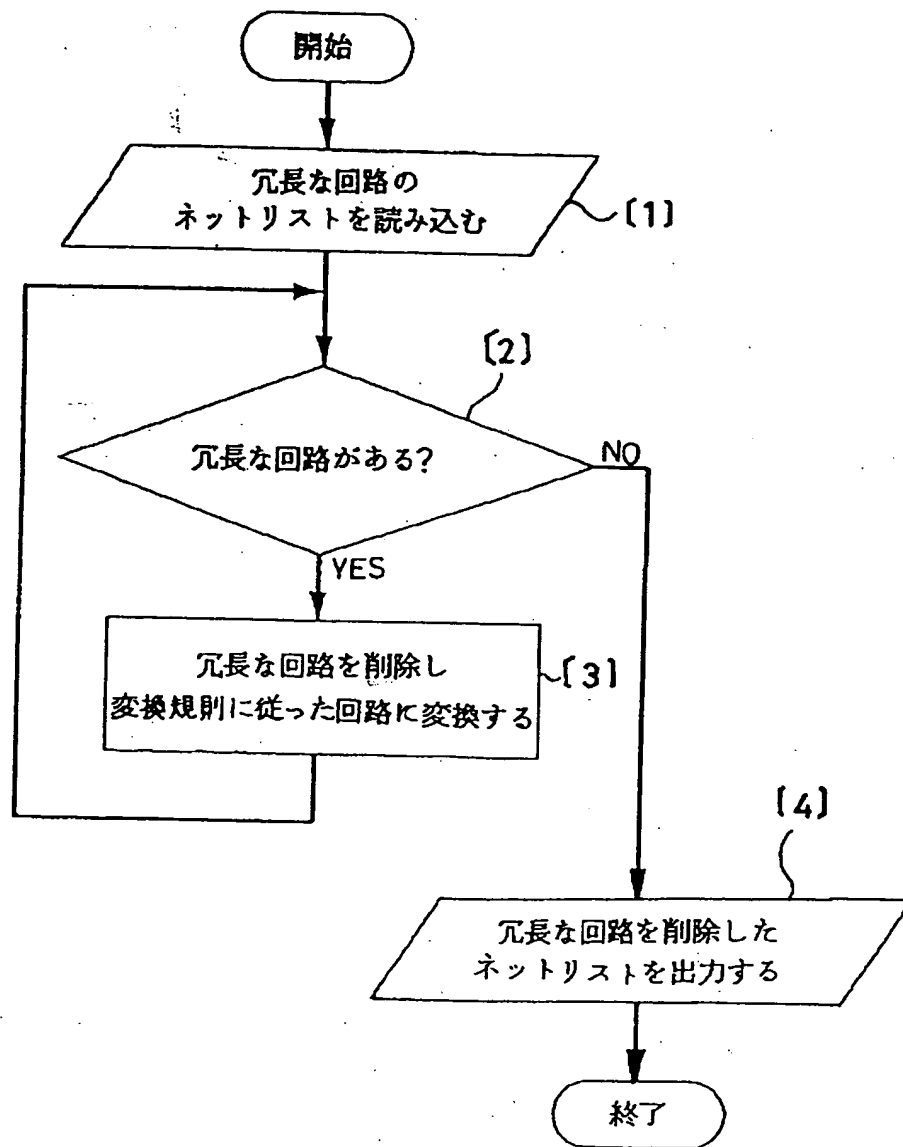 開始
冗長な回路の
ネットリストを読み込む
[1]
[2]
冗長な回路がある?
NO
YES
冗長な回路を削除し
変換規則に従った回路に変換する
[3]
[4]
冗長な回路を削除した
ネットリストを出力する
終了